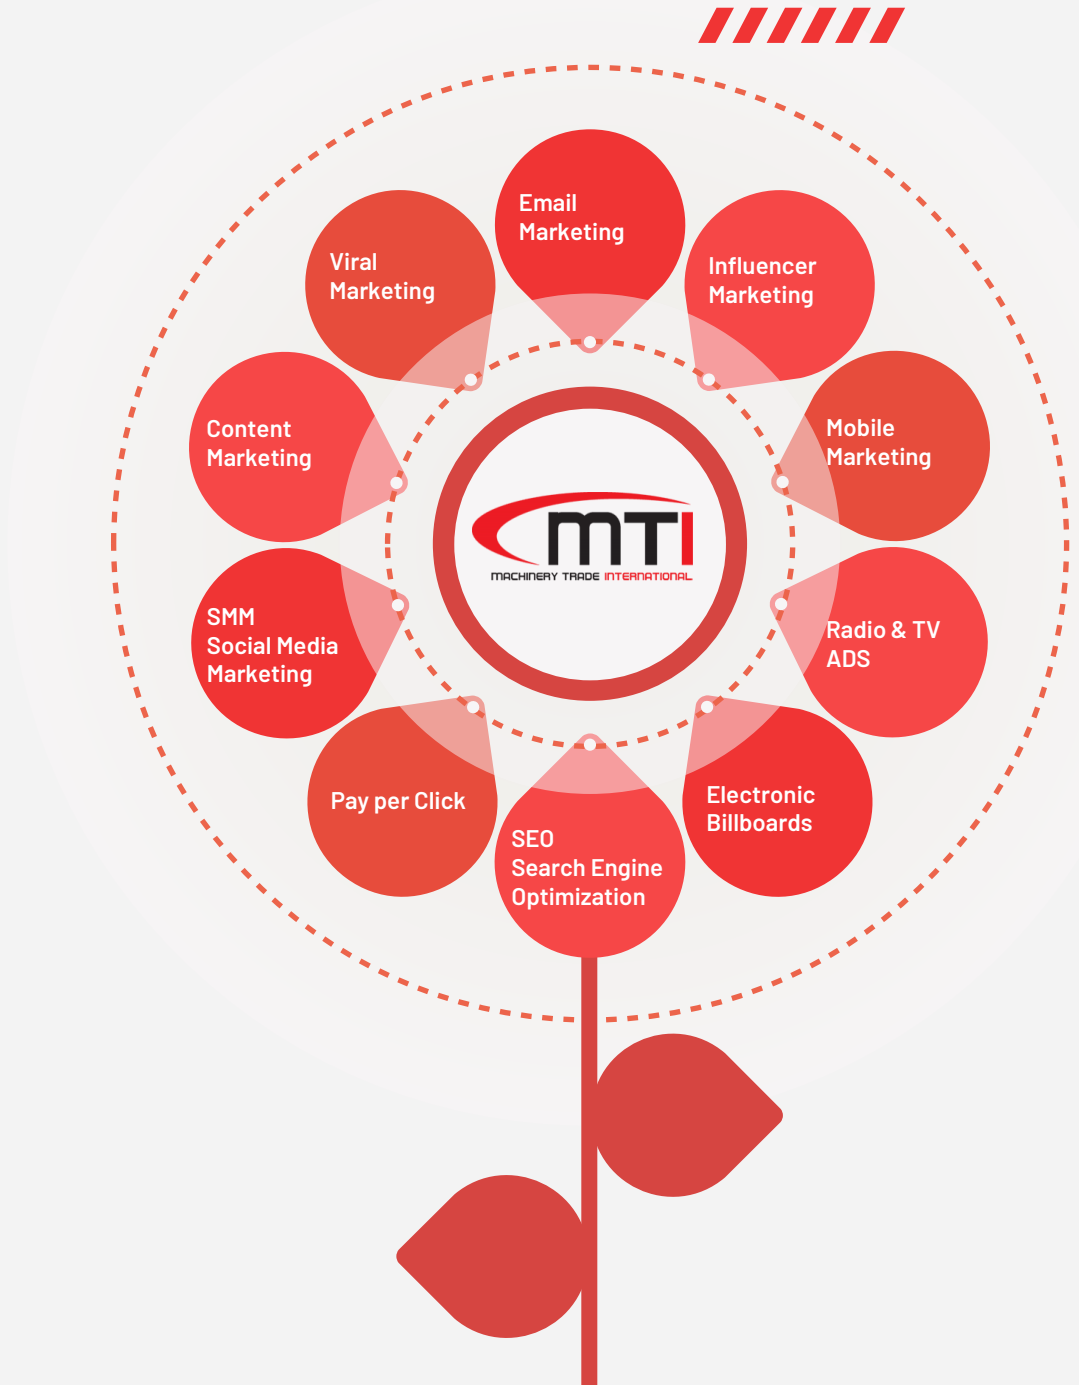 Email
Marketing
Viral
Marketing
Influencer
Marketing
Content
Marketing
Mobile
Marketing
MTI
MACHINERY TRADE INTERNATIONAL
SMM
Social Media
Marketing
Radio & TV
ADS
Pay per Click
Electronic
Billboards
SEO
Search Engine
Optimization